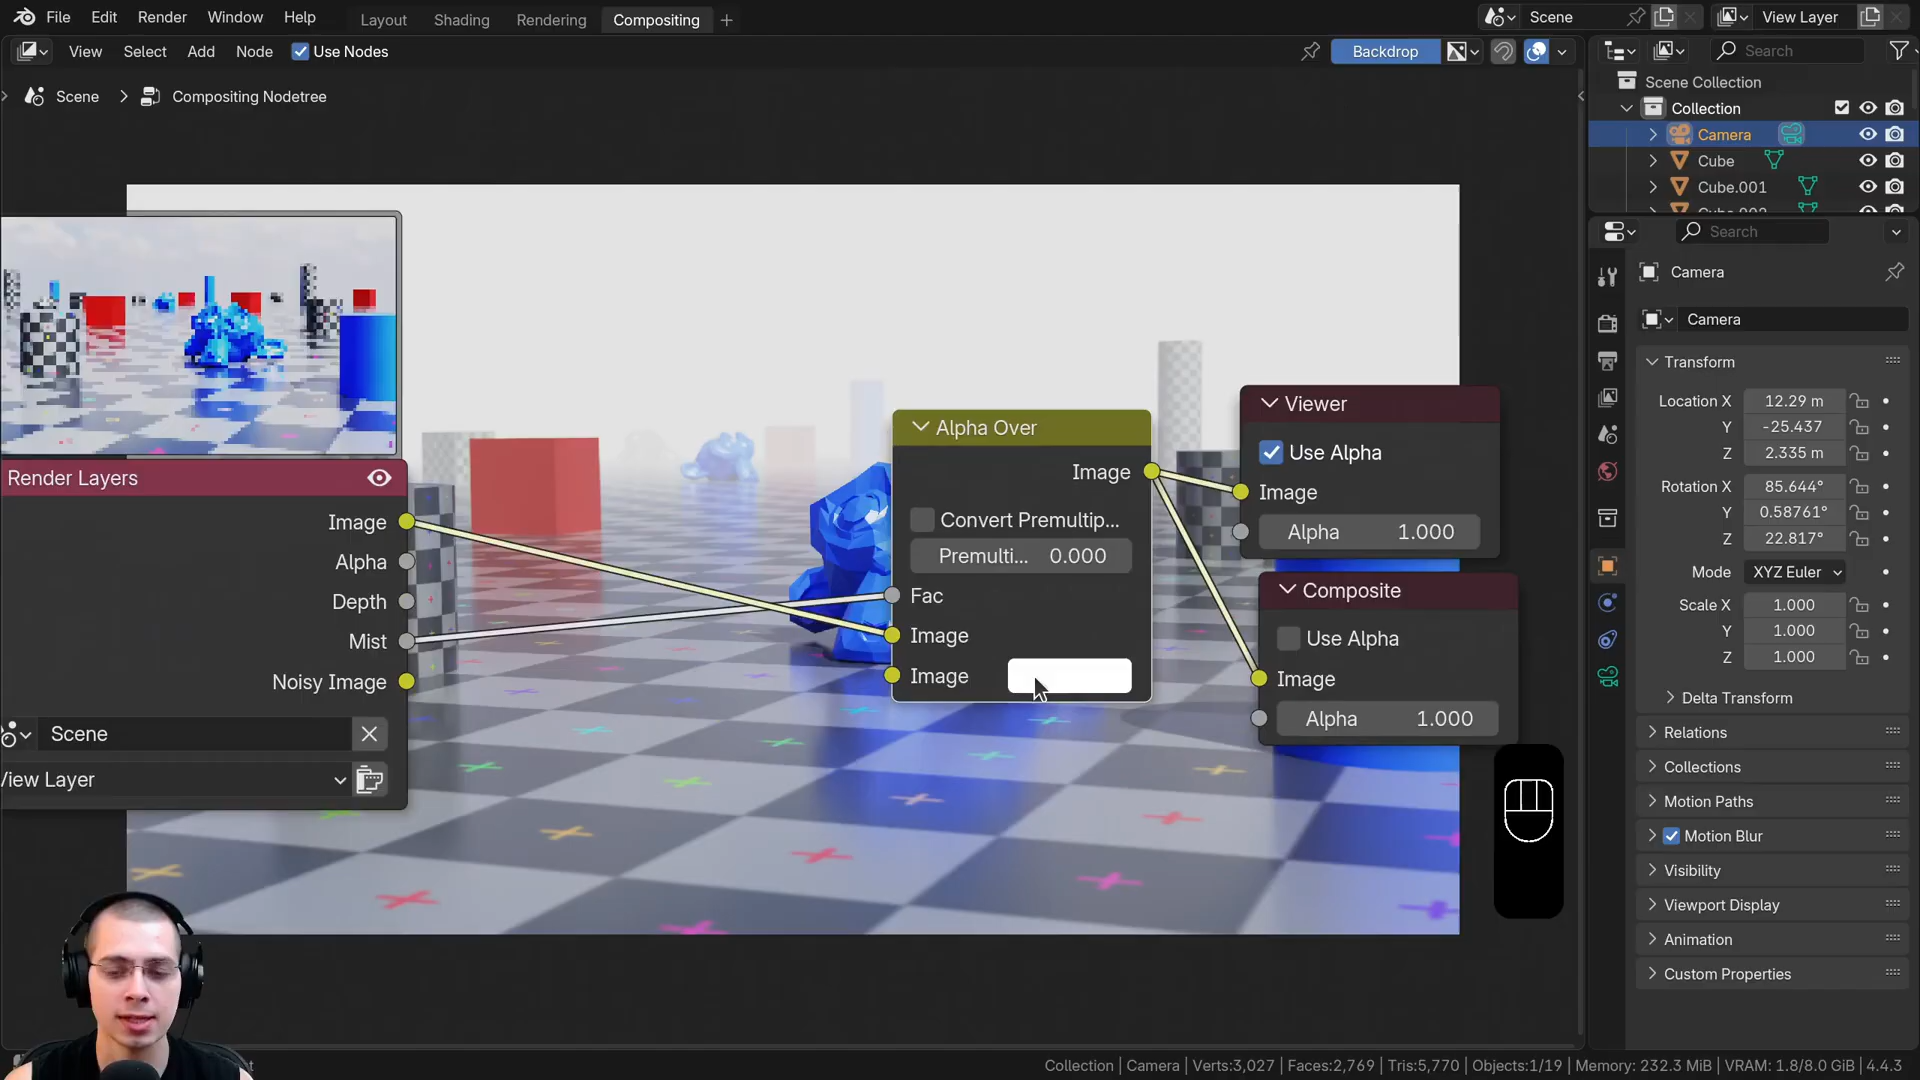 File Edit Render Window Help Layout Shading Rendering Compositing Scene View Layer
View Select Add Node Use Nodes Backdrop Search
Scene Compositing Nodetree
Scene Collection
Collection
Camera
Cube
Cube.001
Search
Camera
Camera
Transform
Location X 12.29 m
Y -25.437
Z 2.335 m
Rotation X 85.644°
Y 0.58761°
Z 22.817°
Mode XYZ Euler
Scale X 1.000
Y 1.000
Z 1.000
Delta Transform
Relations
Collections
Motion Paths
Motion Blur
Visibility
Viewport Display
Animation
Custom Properties
Render Layers
Image
Alpha
Depth
Mist
Noisy Image
Scene
View Layer
Alpha Over
Image
Convert Premultip...
Premulti... 0.000
Fac
Image
Image
Viewer
Use Alpha
Image
Alpha 1.000
Composite
Use Alpha
Image
Alpha 1.000
Collection | Camera | Verts:3,027 | Faces:2,769 | Tris:5,770 | Objects:1/19 | Memory: 232.3 MiB | VRAM: 1.8/8.0 GiB | 4.4.3